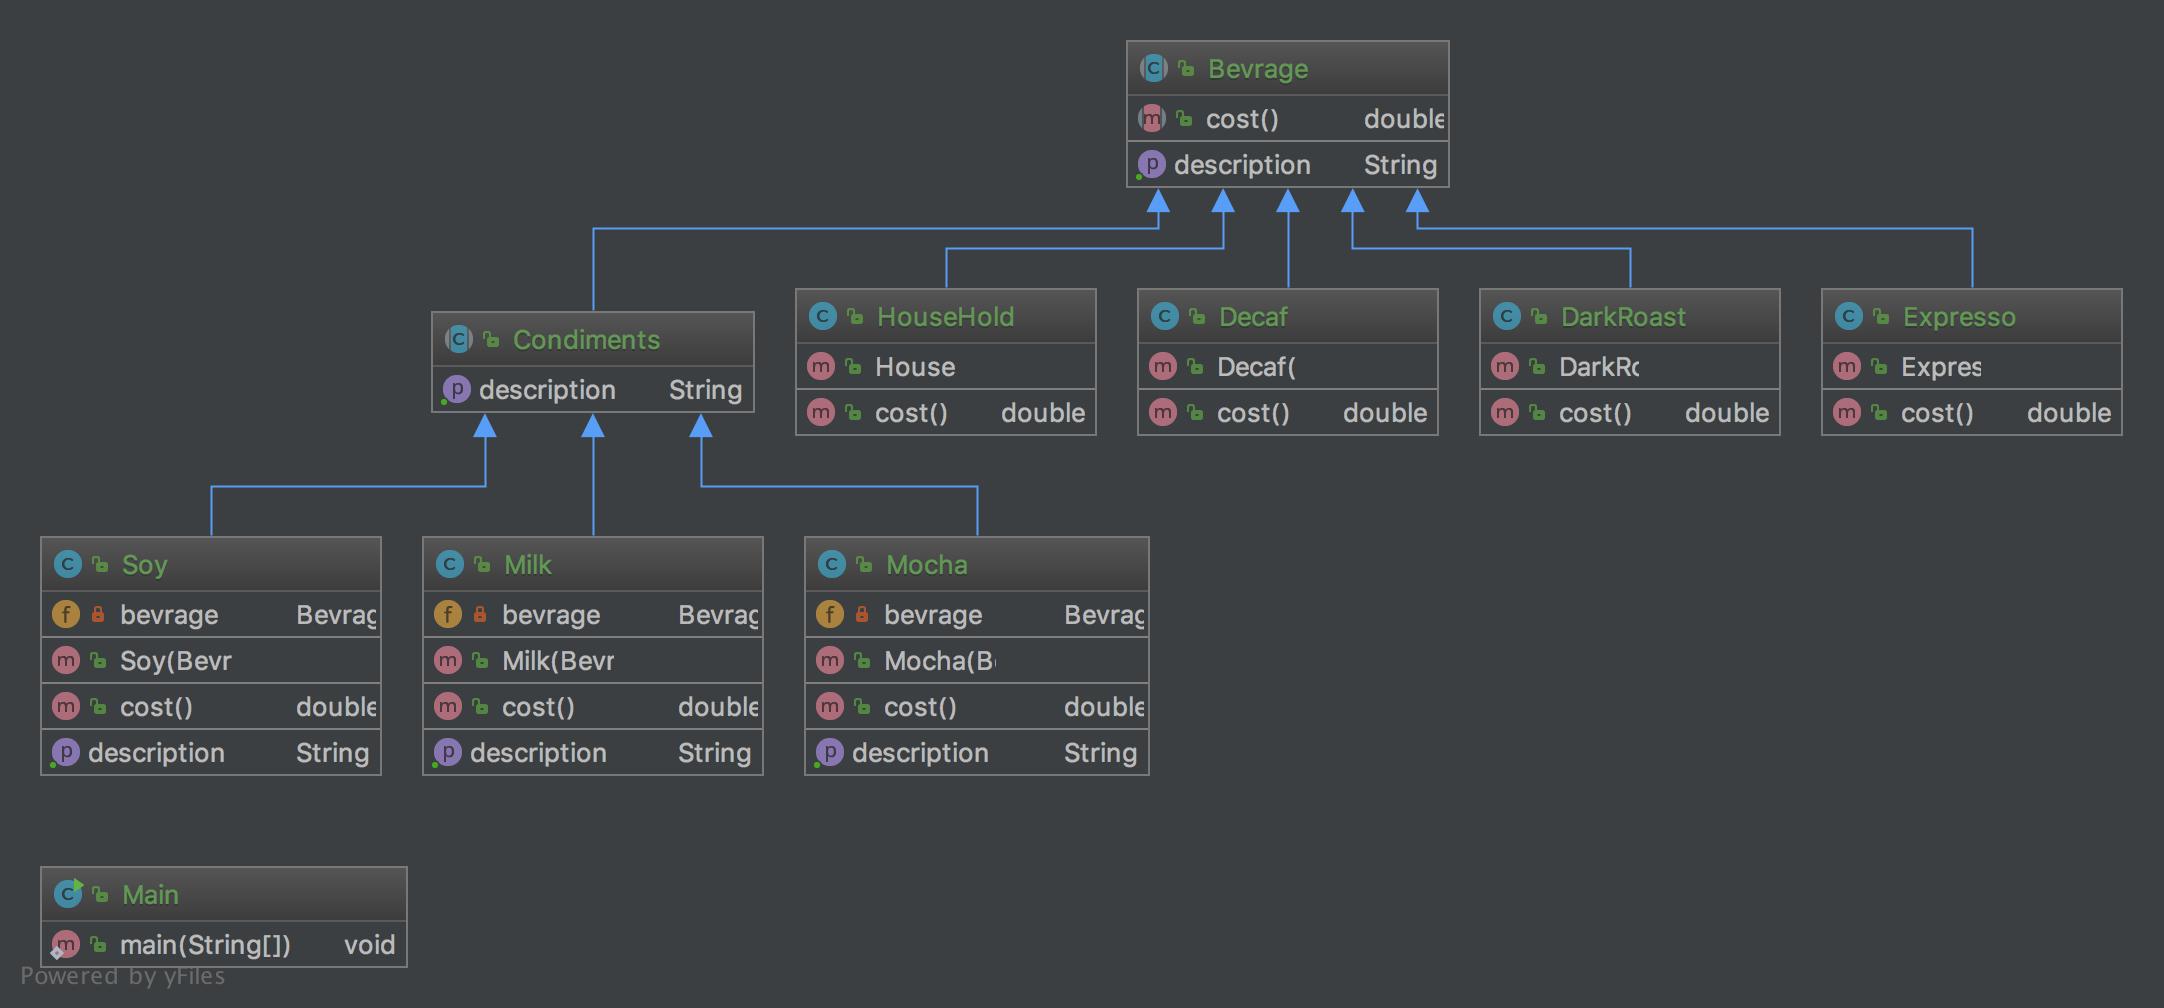 Bevrage
cost() double
description String
Condiments
description String
HouseHold
House
cost() double
Decaf
Decaf(
cost() double
DarkRoast
DarkRo
cost() double
Expresso
Expres
cost() double
Soy
bevrage Bevrag
Soy(Bevr
cost() double
description String
Milk
bevrage Bevrag
Milk(Bevr
cost() double
description String
Mocha
bevrage Bevrag
Mocha(B
cost() double
description String
Main
main(String[]) void
Powered by yFiles